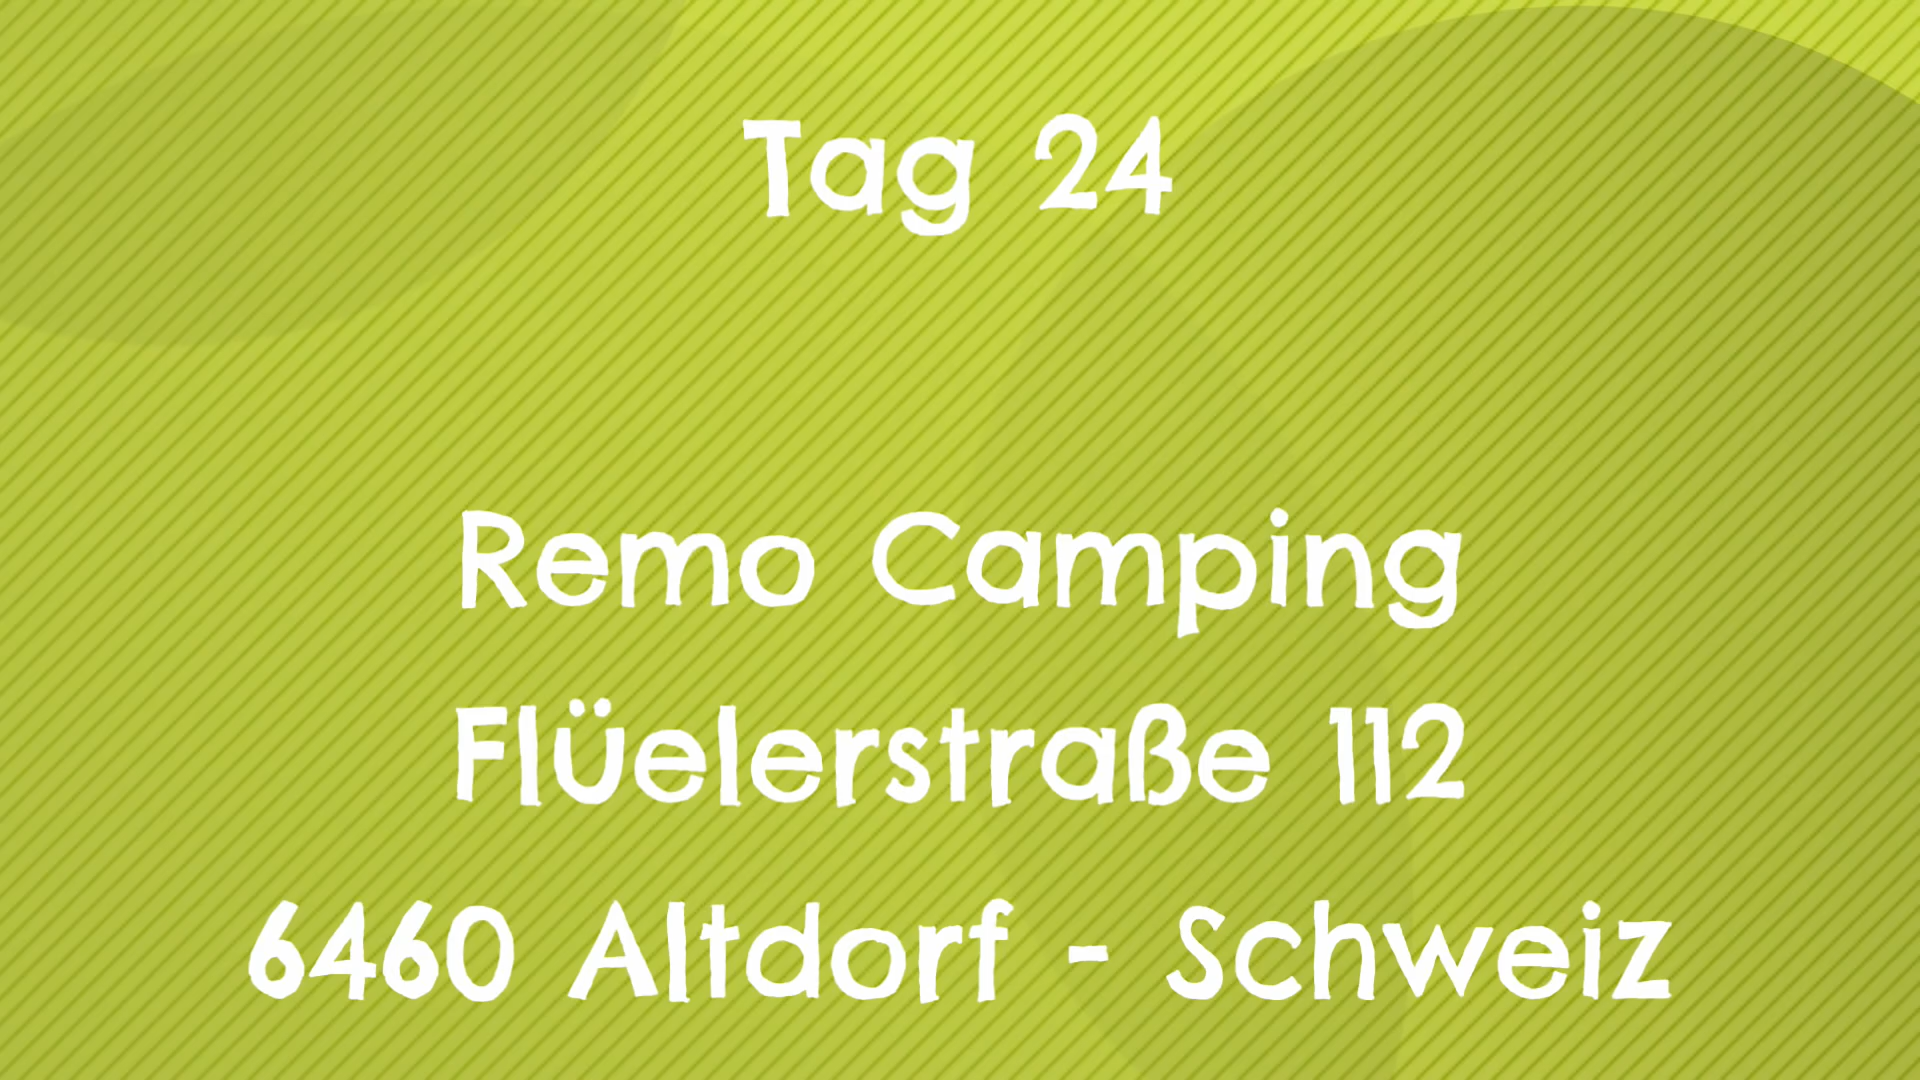 Tag 24
Remo Camping
Flüelerstraße 112
6460 Altdorf - Schweiz